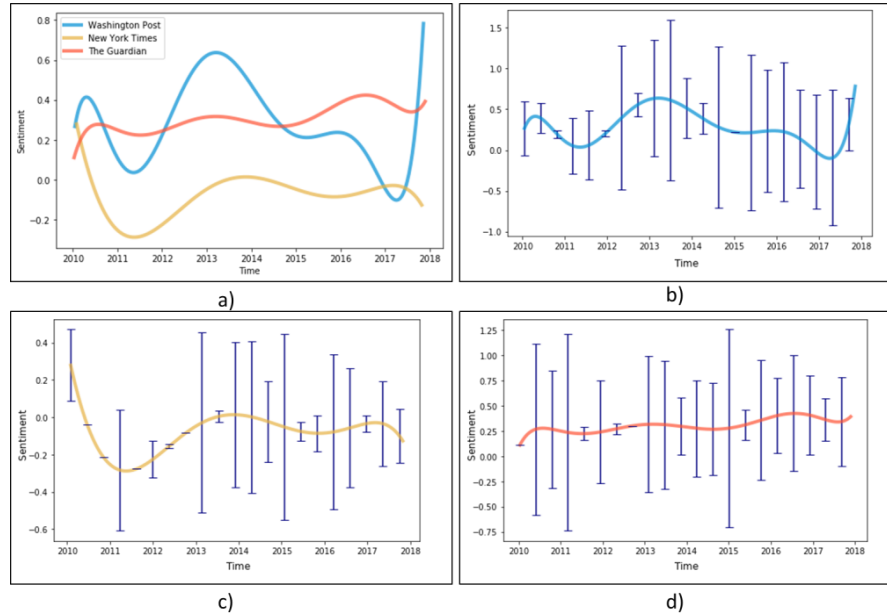 0.8
0.6
0.4
0.2
0.0
−0.2
Sentiment
Washington Post
New York Times
The Guardian
2010 2011 2012 2013 2014 2015 2016 2017 2018
Time
a)
1.5
1.0
0.5
0.0
−0.5
−1.0
Sentiment
2010 2011 2012 2013 2014 2015 2016 2017 2018
Time
b)
0.4
0.2
0.0
−0.2
−0.4
−0.6
Sentiment
2010 2011 2012 2013 2014 2015 2016 2017 2018
Time
c)
1.25
1.00
0.75
0.50
0.25
0.00
−0.25
−0.50
−0.75
Sentiment
2010 2011 2012 2013 2014 2015 2016 2017 2018
Time
d)